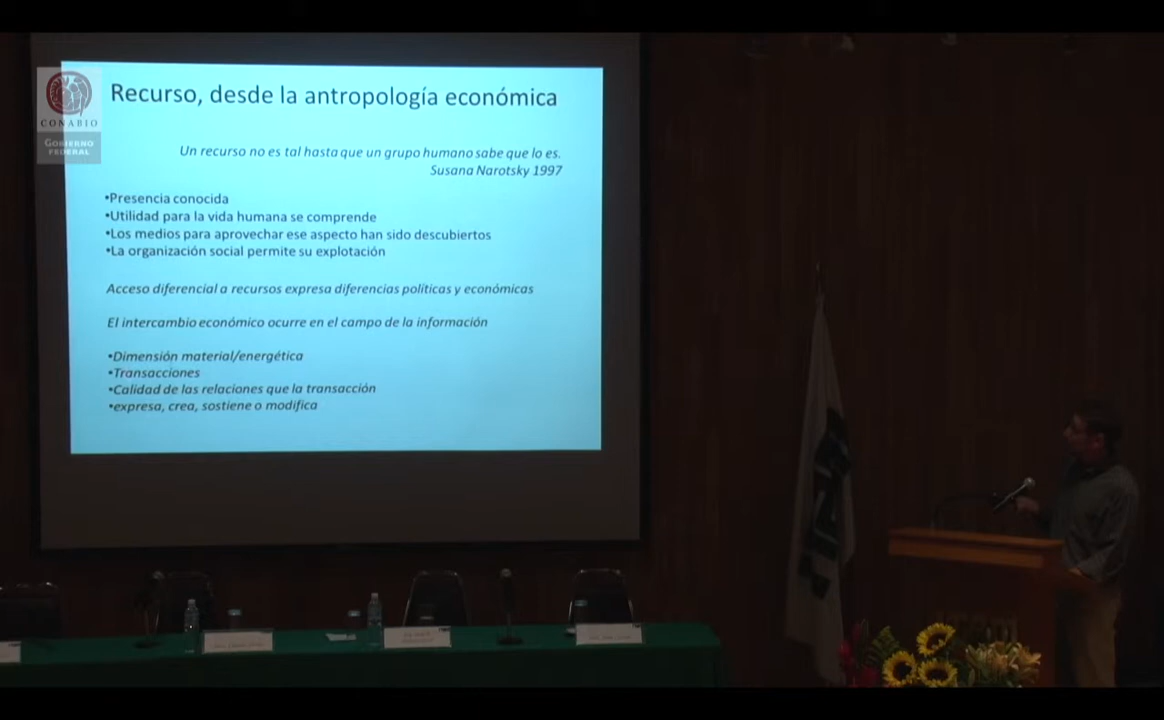 Recurso, desde la antropología económica
CONABIO
GOBIERNO
FEDERAL
Un recurso no es tal hasta que un grupo humano sabe que lo es.
Susana Narotsky 1997
•Presencia conocida
•Utilidad para la vida humana se comprende
•Los medios para aprovechar ese aspecto han sido descubiertos
•La organización social permite su explotación
Acceso diferencial a recursos expresa diferencias políticas y económicas
El intercambio económico ocurre en el campo de la información
•Dimensión material/energética
•Transacciones
•Calidad de las relaciones que la transacción
•expresa, crea, sostiene o modifica